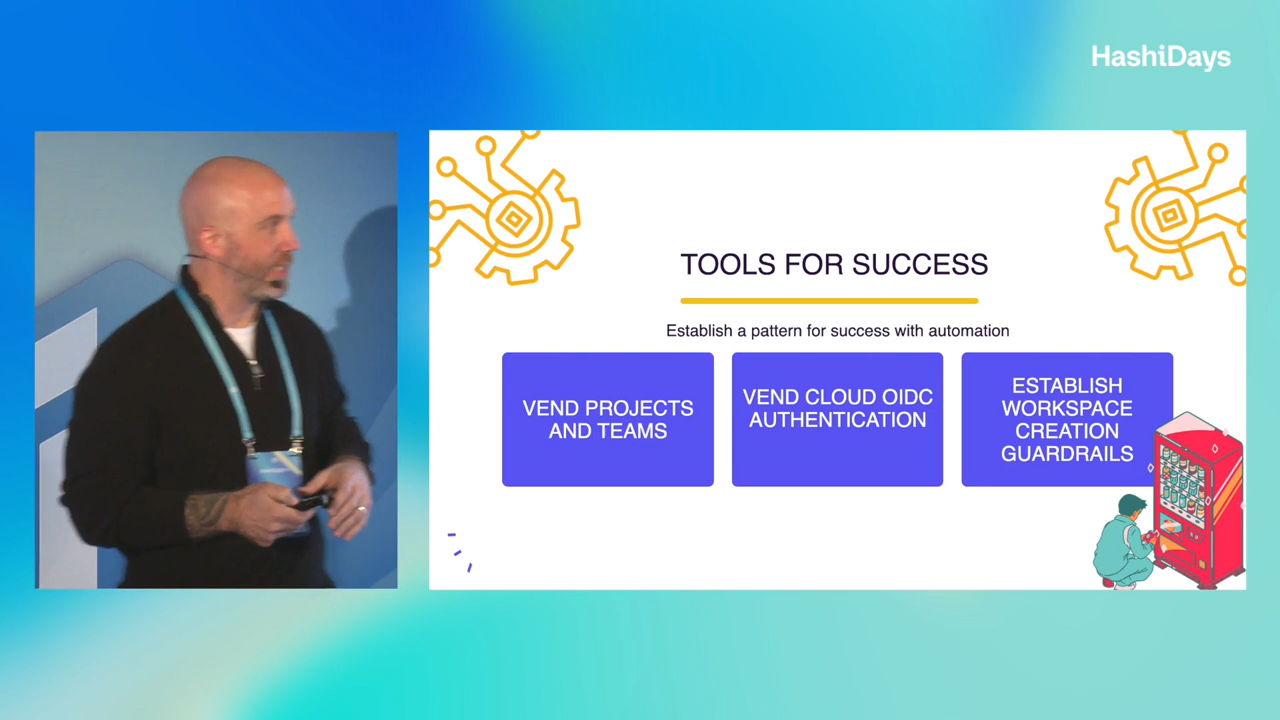 HashiDays
TOOLS FOR SUCCESS
Establish a pattern for success with automation
VEND PROJECTS
AND TEAMS
VEND CLOUD OIDC
AUTHENTICATION
ESTABLISH
WORKSPACE
CREATION
GUARDRAILS